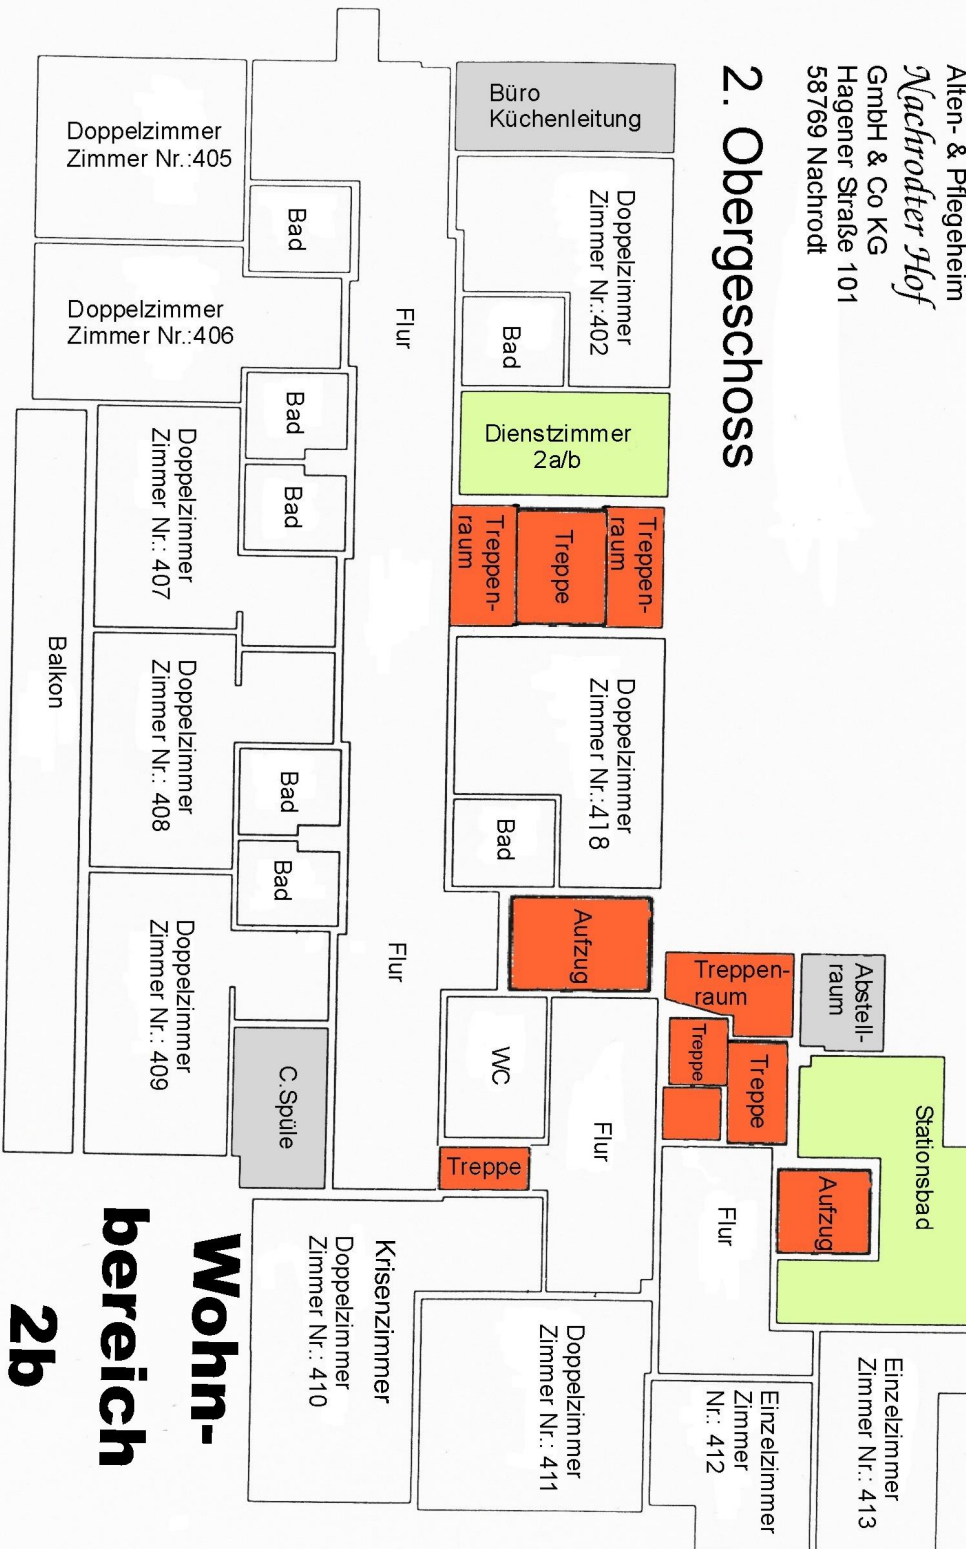 Alten- & Pflegeheim
Nachrodter Hof
GmbH & Co KG
Hagener Straße 101
58769 Nachrodt
2. Obergeschoss
Büro
Küchenleitung
Doppelzimmer
Zimmer Nr.:402
Bad
Dienstzimmer
2a/b
Treppen-
raum
Treppe
Treppen-
raum
Doppelzimmer
Zimmer Nr.:418
Bad
Aufzug
Treppen-
raum
Treppe
Treppe
Abstell-
raum
Stationsbad
Aufzug
Flur
Flur
WC
Treppe
Flur
Flur
Doppelzimmer
Zimmer Nr.:405
Bad
Doppelzimmer
Zimmer Nr.:406
Bad
Bad
Doppelzimmer
Zimmer Nr.: 407
Doppelzimmer
Zimmer Nr.: 408
Bad
Bad
Doppelzimmer
Zimmer Nr.: 409
C.Spüle
Balkon
Krisenzimmer
Doppelzimmer
Zimmer Nr.: 410
Doppelzimmer
Zimmer Nr.: 411
Einzelzimmer
Zimmer
Nr.: 412
Einzelzimmer
Zimmer Nr.: 413
Wohn-
bereich
2b